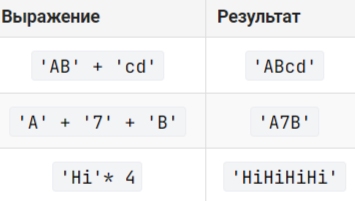 Выражение Результат
'AB' + 'cd' 'ABcd'
'A' + '7' + 'B' 'A7B'
'Hi'* 4 'HiHiHiHi'